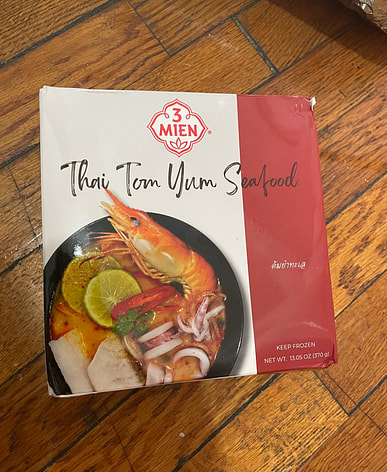 3
MIEN
®
Thai Tom Yum Seafood
ต้มยำทะเล
KEEP FROZEN
NET WT. 13.05 OZ (370 g)